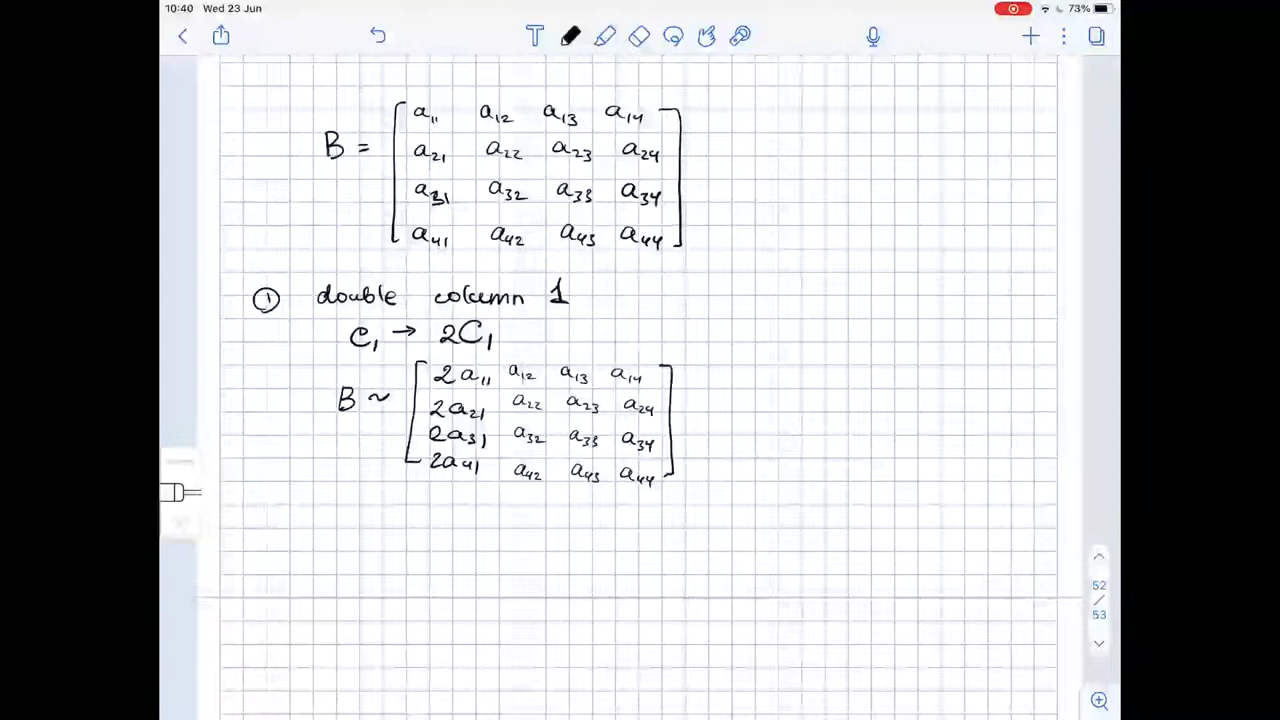 10:40 Wed 23 Jun 73%
T
B = [ a₁₁ a₁₂ a₁₃ a₁₄
a₂₁ a₂₂ a₂₃ a₂₄
a₃₁ a₃₂ a₃₃ a₃₄
a₄₁ a₄₂ a₄₃ a₄₄ ]
① double column 1
C₁ → 2C₁
B ~ [ 2a₁₁ a₁₂ a₁₃ a₁₄
2a₂₁ a₂₂ a₂₃ a₂₄
2a₃₁ a₃₂ a₃₃ a₃₄
2a₄₁ a₄₂ a₄₃ a₄₄ ]
52
/
53